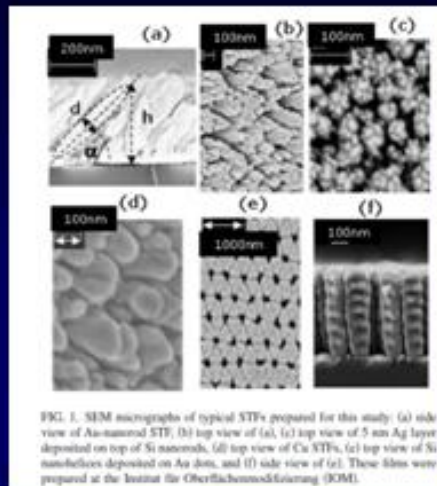 (a)
(b)
(c)
200nm
100nm
100nm
d
h
α
(d)
(e)
(f)
100nm
1000nm
100nm
FIG. 1. SEM micrographs of typical STFs prepared for this study: (a) side
view of Au-nanorod STF, (b) top view of (a), (c) top view of 5 nm Ag layer
deposited on top of Si nanorods, (d) top view of Cu STFs, (e) top view of Si
nanohelices deposited on Au dots, and (f) side view of (e). These films were
prepared at the Institut für Oberflächenmodifizierung (IOM).